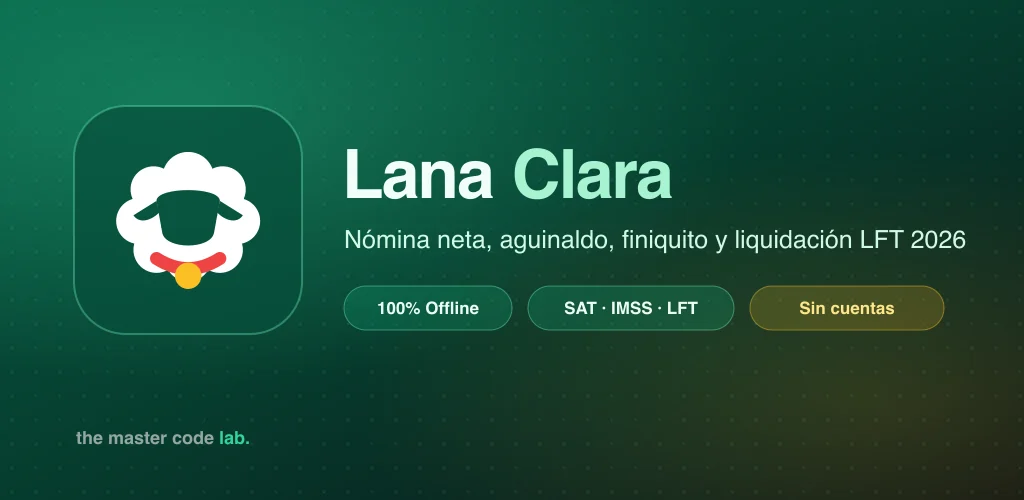 Lana Clara
Nómina neta, aguinaldo, finiquito y liquidación LFT 2026
100% Offline
SAT · IMSS · LFT
Sin cuentas
the master code lab.